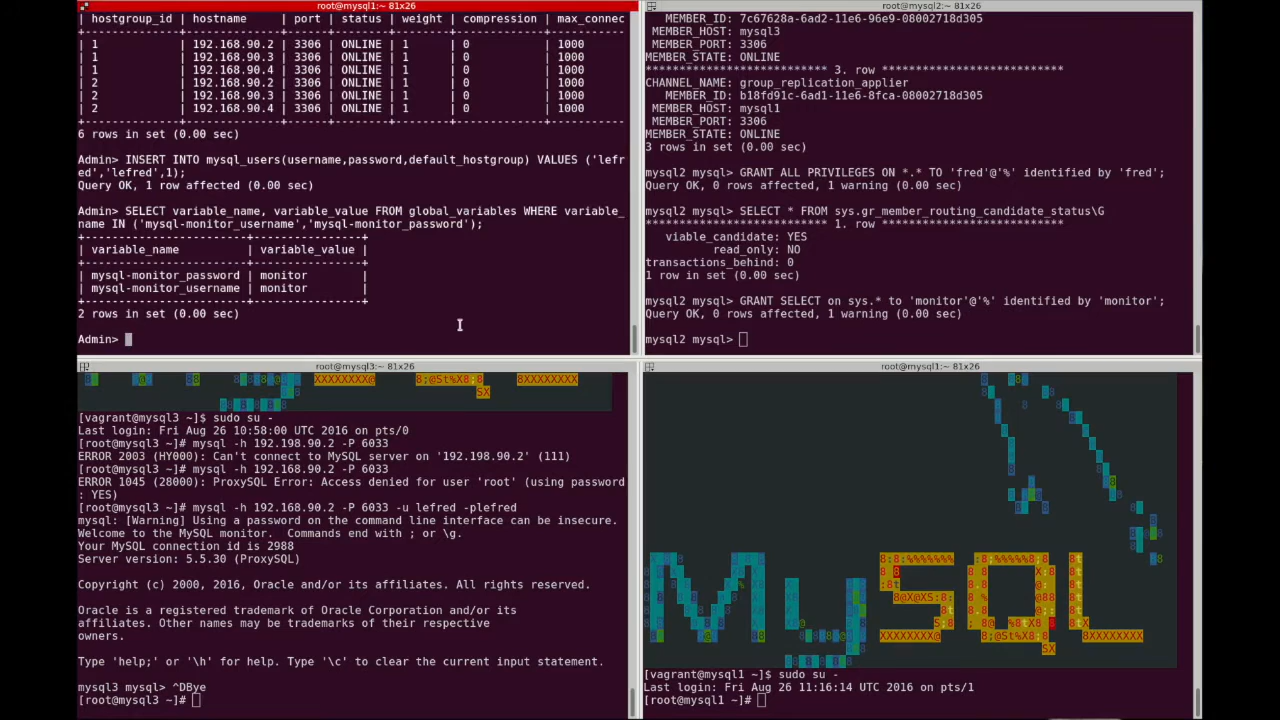 root@mysql1:~ 81x26
| hostgroup_id | hostname     | port | status | weight | compression | max_connec
+--------------+--------------+------+--------+--------+-------------+-----------
| 1            | 192.168.90.2 | 3306 | ONLINE | 1      | 0           | 1000
| 1            | 192.168.90.3 | 3306 | ONLINE | 1      | 0           | 1000
| 1            | 192.168.90.4 | 3306 | ONLINE | 1      | 0           | 1000
| 2            | 192.168.90.2 | 3306 | ONLINE | 1      | 0           | 1000
| 2            | 192.168.90.3 | 3306 | ONLINE | 1      | 0           | 1000
| 2            | 192.168.90.4 | 3306 | ONLINE | 1      | 0           | 1000
+--------------+--------------+------+--------+--------+-------------+-----------
6 rows in set (0.00 sec)
Admin> INSERT INTO mysql_users(username,password,default_hostgroup) VALUES ('lefr
ed','lefred',1);
Query OK, 1 row affected (0.00 sec)
Admin> SELECT variable_name, variable_value FROM global_variables WHERE variable_
name IN ('mysql-monitor_username','mysql-monitor_password');
+------------------------+----------------+
| variable_name          | variable_value |
+------------------------+----------------+
| mysql-monitor_password | monitor        |
| mysql-monitor_username | monitor        |
+------------------------+----------------+
2 rows in set (0.00 sec)
Admin>
root@mysql2:~ 81x26
MEMBER_ID: 7c67628a-6ad2-11e6-96e9-08002718d305
MEMBER_HOST: mysql3
MEMBER_PORT: 3306
MEMBER_STATE: ONLINE
*************************** 3. row ***************************
CHANNEL_NAME: group_replication_applier
MEMBER_ID: b18fd91c-6ad1-11e6-8fca-08002718d305
MEMBER_HOST: mysql1
MEMBER_PORT: 3306
MEMBER_STATE: ONLINE
3 rows in set (0.00 sec)
mysql2 mysql> GRANT ALL PRIVILEGES ON *.* TO 'fred'@'%' identified by 'fred';
Query OK, 0 rows affected, 1 warning (0.00 sec)
mysql2 mysql> SELECT * FROM sys.gr_member_routing_candidate_status\G
*************************** 1. row ***************************
viable_candidate: YES
read_only: NO
transactions_behind: 0
1 row in set (0.00 sec)
mysql2 mysql> GRANT SELECT on sys.* to 'monitor'@'%' identified by 'monitor';
Query OK, 0 rows affected, 1 warning (0.00 sec)
mysql2 mysql>
root@mysql3:~ 81x26
XXXXXXXX@ 8;@St%X8:8 8XXXXXXXX
SX
[vagrant@mysql3 ~]$ sudo su -
Last login: Fri Aug 26 10:58:00 UTC 2016 on pts/0
[root@mysql3 ~]# mysql -h 192.198.90.2 -P 6033
ERROR 2003 (HY000): Can't connect to MySQL server on '192.198.90.2' (111)
[root@mysql3 ~]# mysql -h 192.168.90.2 -P 6033
ERROR 1045 (28000): ProxySQL Error: Access denied for user 'root' (using password
: YES)
[root@mysql3 ~]# mysql -h 192.168.90.2 -P 6033 -u lefred -plefred
mysql: [Warning] Using a password on the command line interface can be insecure.
Welcome to the MySQL monitor.  Commands end with ; or \g.
Your MySQL connection id is 2988
Server version: 5.5.30 (ProxySQL)
Copyright (c) 2000, 2016, Oracle and/or its affiliates. All rights reserved.
Oracle is a registered trademark of Oracle Corporation and/or its
affiliates. Other names may be trademarks of their respective
owners.
Type 'help;' or '\h' for help. Type '\c' to clear the current input statement.
mysql3 mysql> ^DBye
[root@mysql3 ~]#
root@mysql1:~ 81x26
MySQL
[vagrant@mysql1 ~]$ sudo su -
Last login: Fri Aug 26 11:16:14 UTC 2016 on pts/1
[root@mysql1 ~]#